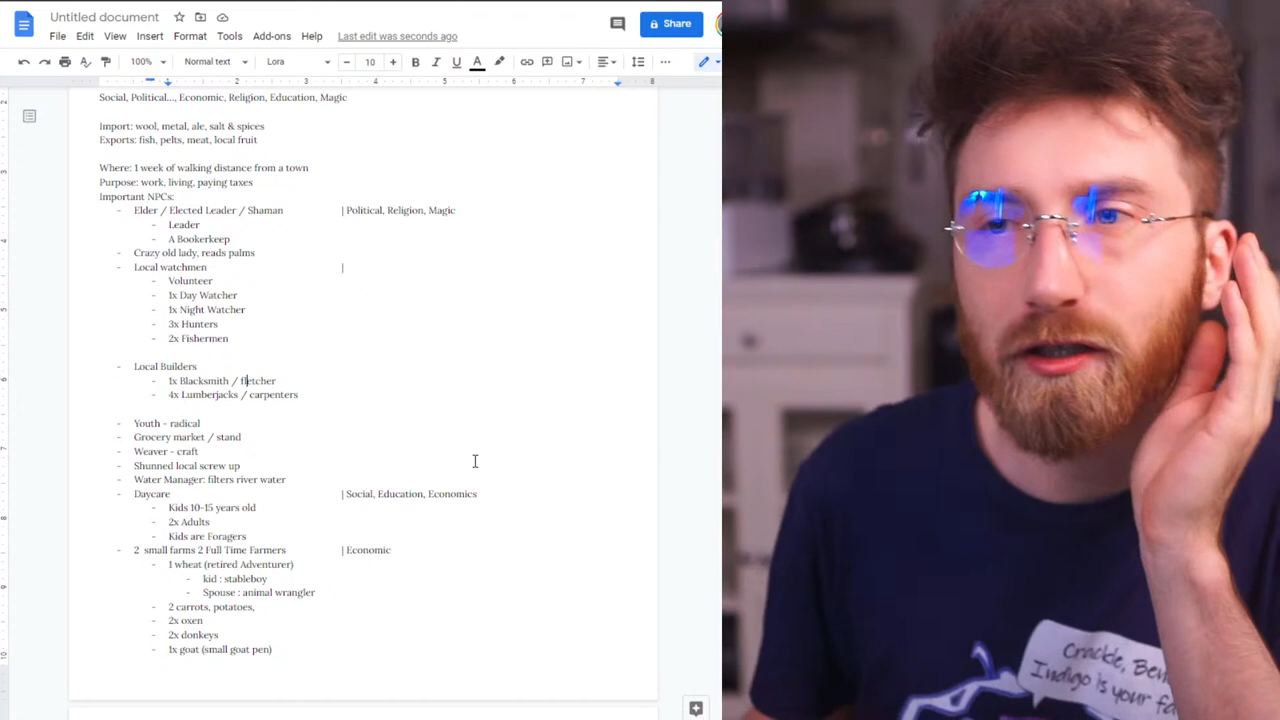 Untitled document
File Edit View Insert Format Tools Add-ons Help Last edit was seconds ago
Share
100% Normal text Lora 10
2 3 4 5 6 7 8
Social, Political..., Economic, Religion, Education, Magic
Import: wool, metal, ale, salt & spices
Exports: fish, pelts, meat, local fruit
Where: 1 week of walking distance from a town
Purpose: work, living, paying taxes
Important NPCs:
- Elder / Elected Leader / Shaman | Political, Religion, Magic
- Leader
- A Bookerkeep
- Crazy old lady, reads palms
- Local watchmen |
- Volunteer
- 1x Day Watcher
- 1x Night Watcher
- 3x Hunters
- 2x Fishermen
- Local Builders
- 1x Blacksmith / fletcher
- 4x Lumberjacks / carpenters
- Youth - radical
- Grocery market / stand
- Weaver - craft
- Shunned local screw up
- Water Manager: filters river water
- Daycare | Social, Education, Economics
- Kids 10-15 years old
- 2x Adults
- Kids are Foragers
- 2 small farms 2 Full Time Farmers | Economic
- 1 wheat (retired Adventurer)
- kid : stableboy
- Spouse : animal wrangler
- 2 carrots, potatoes,
- 2x oxen
- 2x donkeys
- 1x goat (small goat pen)
Crackle,
Indigo is your